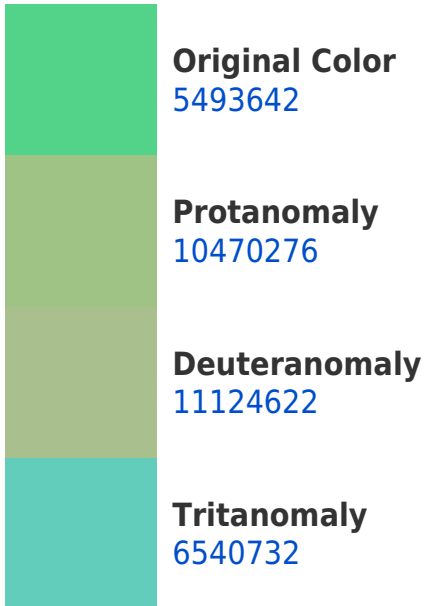 Original Color
5493642
Protanomaly
10470276
Deuteranomaly
11124622
Tritanomaly
6540732